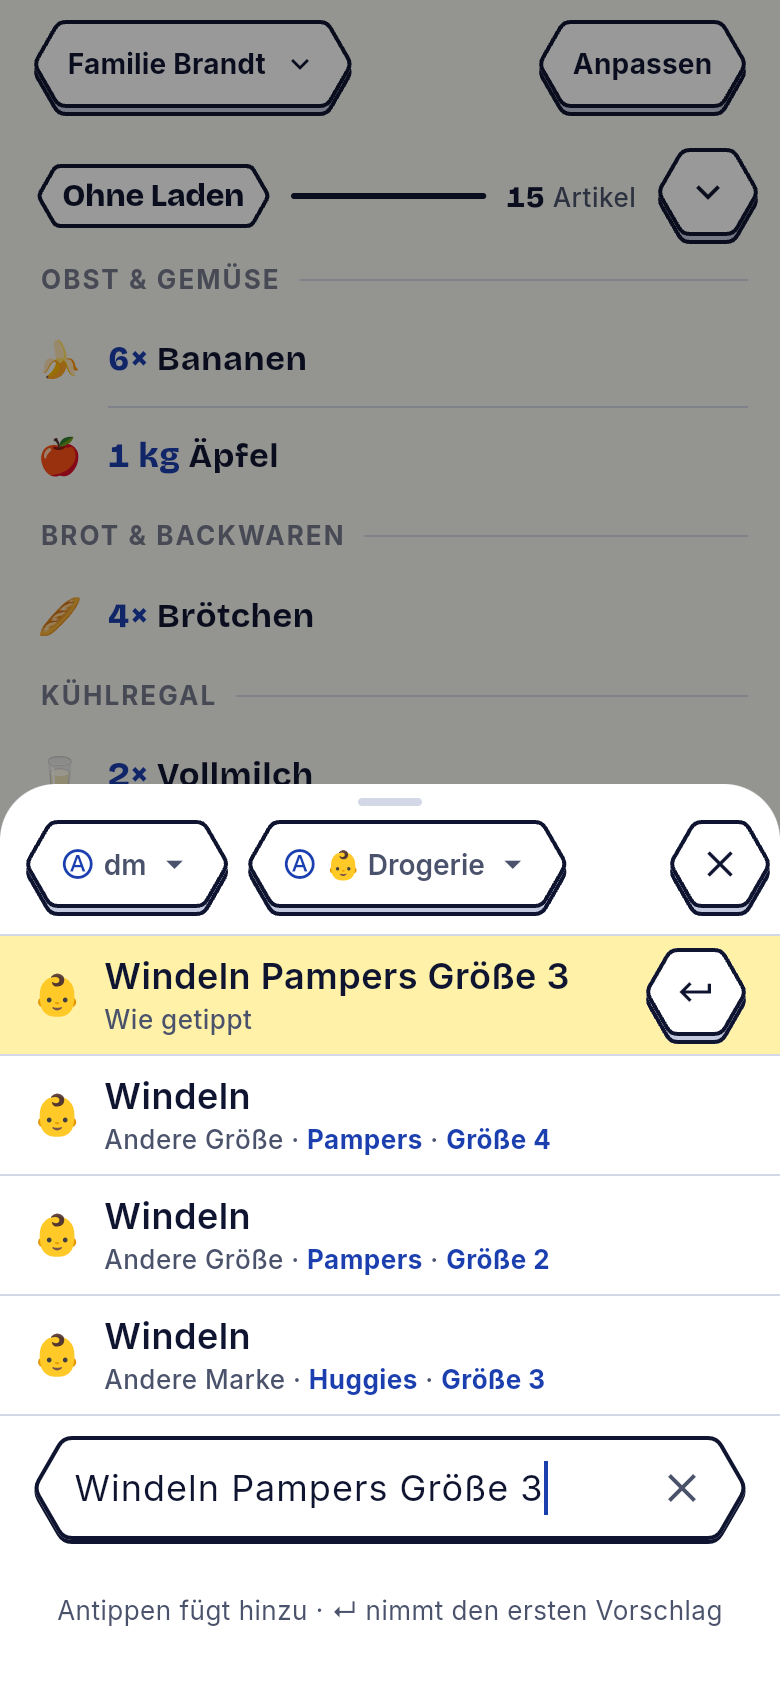 Familie Brandt
Anpassen
Ohne Laden
15 Artikel
OBST & GEMÜSE
6× Bananen
1 kg Äpfel
BROT & BACKWAREN
4× Brötchen
KÜHLREGAL
2× Vollmilch
A dm
A Drogerie
Windeln Pampers Größe 3
Wie getippt
Windeln
Andere Größe · Pampers · Größe 4
Windeln
Andere Größe · Pampers · Größe 2
Windeln
Andere Marke · Huggies · Größe 3
Windeln Pampers Größe 3
Antippen fügt hinzu · ↵ nimmt den ersten Vorschlag